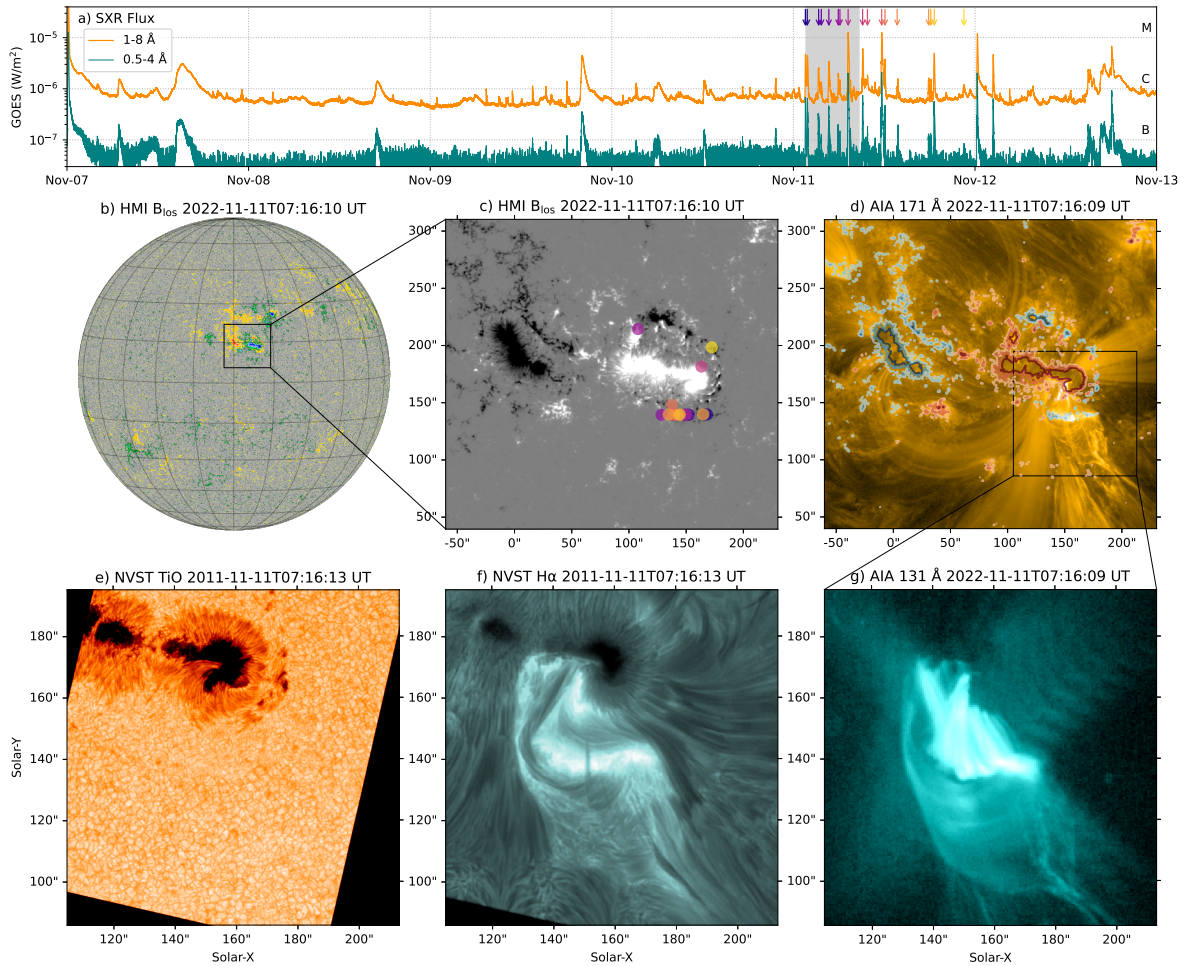 a) SXR Flux
1-8 Å
0.5-4 Å
GOES (W/m²)
10⁻⁵
10⁻⁶
10⁻⁷
M
C
B
Nov-07 Nov-08 Nov-09 Nov-10 Nov-11 Nov-12 Nov-13
b) HMI Blos 2022-11-11T07:16:10 UT
c) HMI Blos 2022-11-11T07:16:10 UT
300"
250"
200"
150"
100"
50"
-50" 0" 50" 100" 150" 200"
d) AIA 171 Å 2022-11-11T07:16:09 UT
300"
250"
200"
150"
100"
50"
-50" 0" 50" 100" 150" 200"
e) NVST TiO 2011-11-11T07:16:13 UT
Solar-Y
180"
160"
140"
120"
100"
120" 140" 160" 180" 200"
Solar-X
f) NVST Hα 2011-11-11T07:16:13 UT
180"
160"
140"
120"
100"
120" 140" 160" 180" 200"
Solar-X
g) AIA 131 Å 2022-11-11T07:16:09 UT
180"
160"
140"
120"
100"
120" 140" 160" 180" 200"
Solar-X